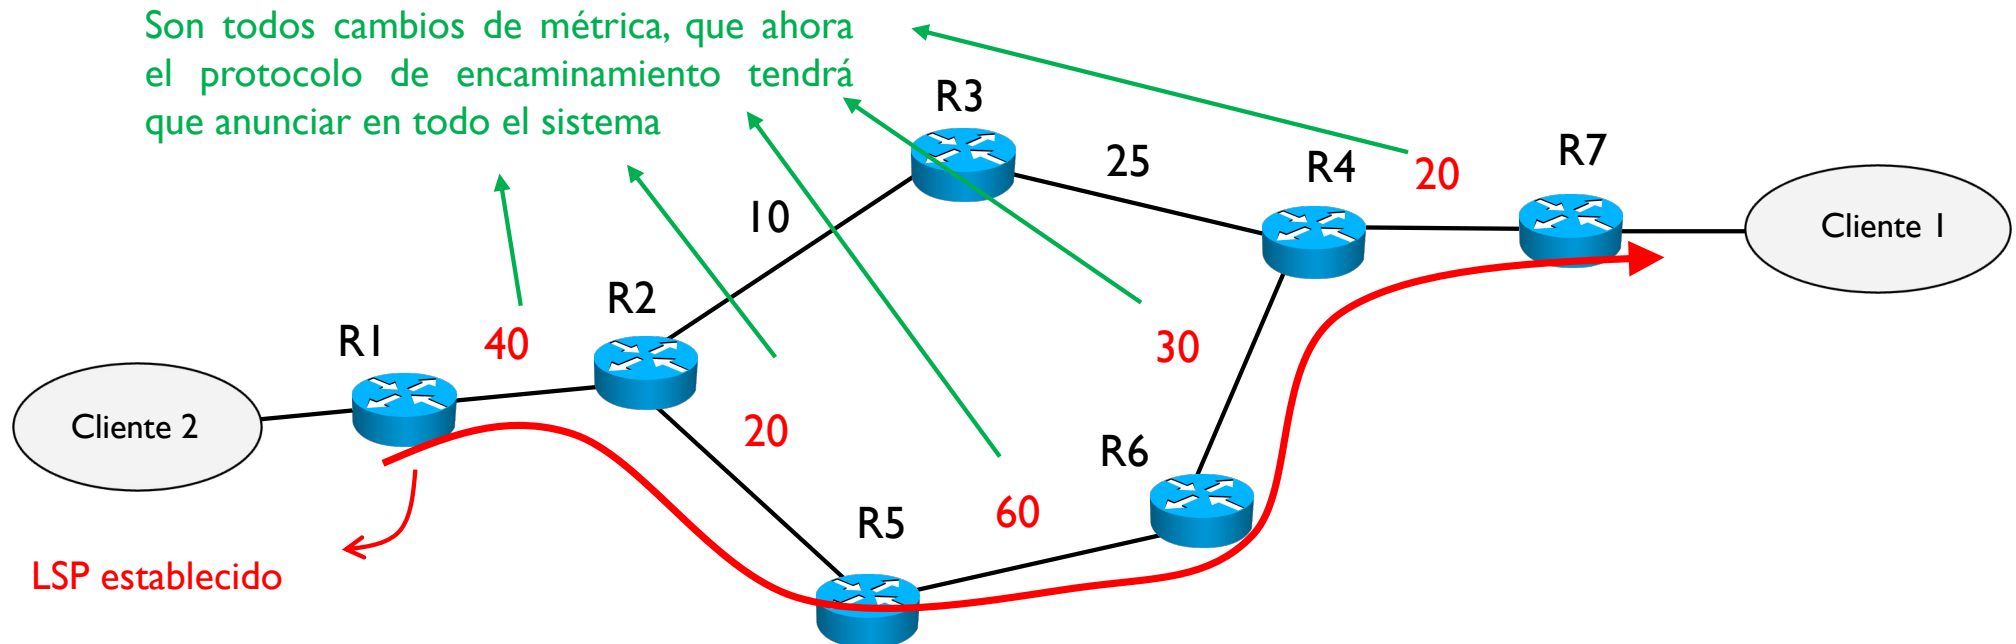 Son todos cambios de métrica, que ahora
el protocolo de encaminamiento tendrá
que anunciar en todo el sistema
R3
25
R4
20
R7
Cliente 1
10
R2
R1
40
30
Cliente 2
20
R6
60
R5
LSP establecido